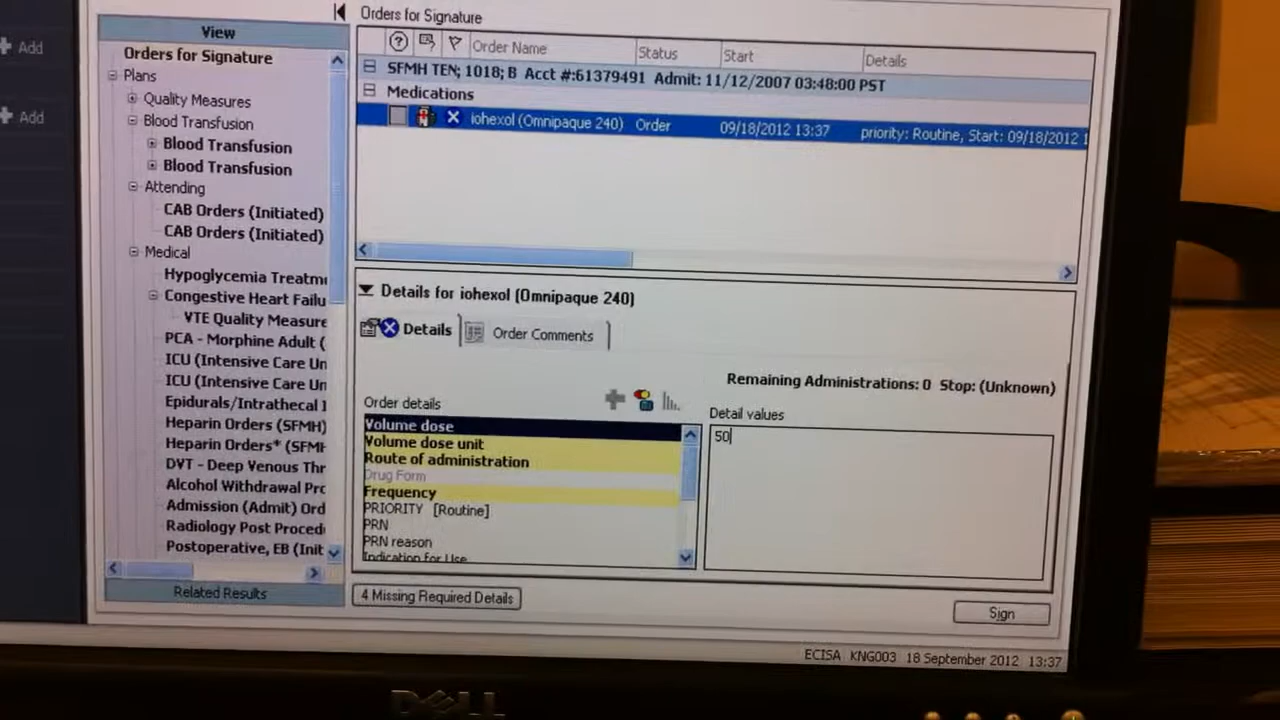 Add
Add
View
Orders for Signature
Plans
Quality Measures
Blood Transfusion
Blood Transfusion
Blood Transfusion
Attending
CAB Orders (Initiated)
CAB Orders (Initiated)
Medical
Hypoglycemia Treatme
Congestive Heart Failu
VTE Quality Measure
PCA - Morphine Adult (
ICU (Intensive Care Un
ICU (Intensive Care Un
Epidurals/Intrathecal I
Heparin Orders (SFMH)
Heparin Orders* (SFMH
DVT - Deep Venous Thr
Alcohol Withdrawal Pro
Admission (Admit) Ord
Radiology Post Proced
Postoperative, EB (Init
Related Results
Orders for Signature
Order Name Status Start Details
SFMH TEN; 1018; B Acct #:61379491 Admit: 11/12/2007 03:48:00 PST
Medications
iohexol (Omnipaque 240) Order 09/18/2012 13:37 priority: Routine, Start: 09/18/2012 1
Details for iohexol (Omnipaque 240)
Details Order Comments
Remaining Administrations: 0 Stop: (Unknown)
Order details
Detail values
Volume dose
50
Volume dose unit
Route of administration
Drug Form
Frequency
PRIORITY [Routine]
PRN
PRN reason
Indication for Use
4 Missing Required Details
Sign
ECISA KNG003 18 September 2012 13:37
DELL